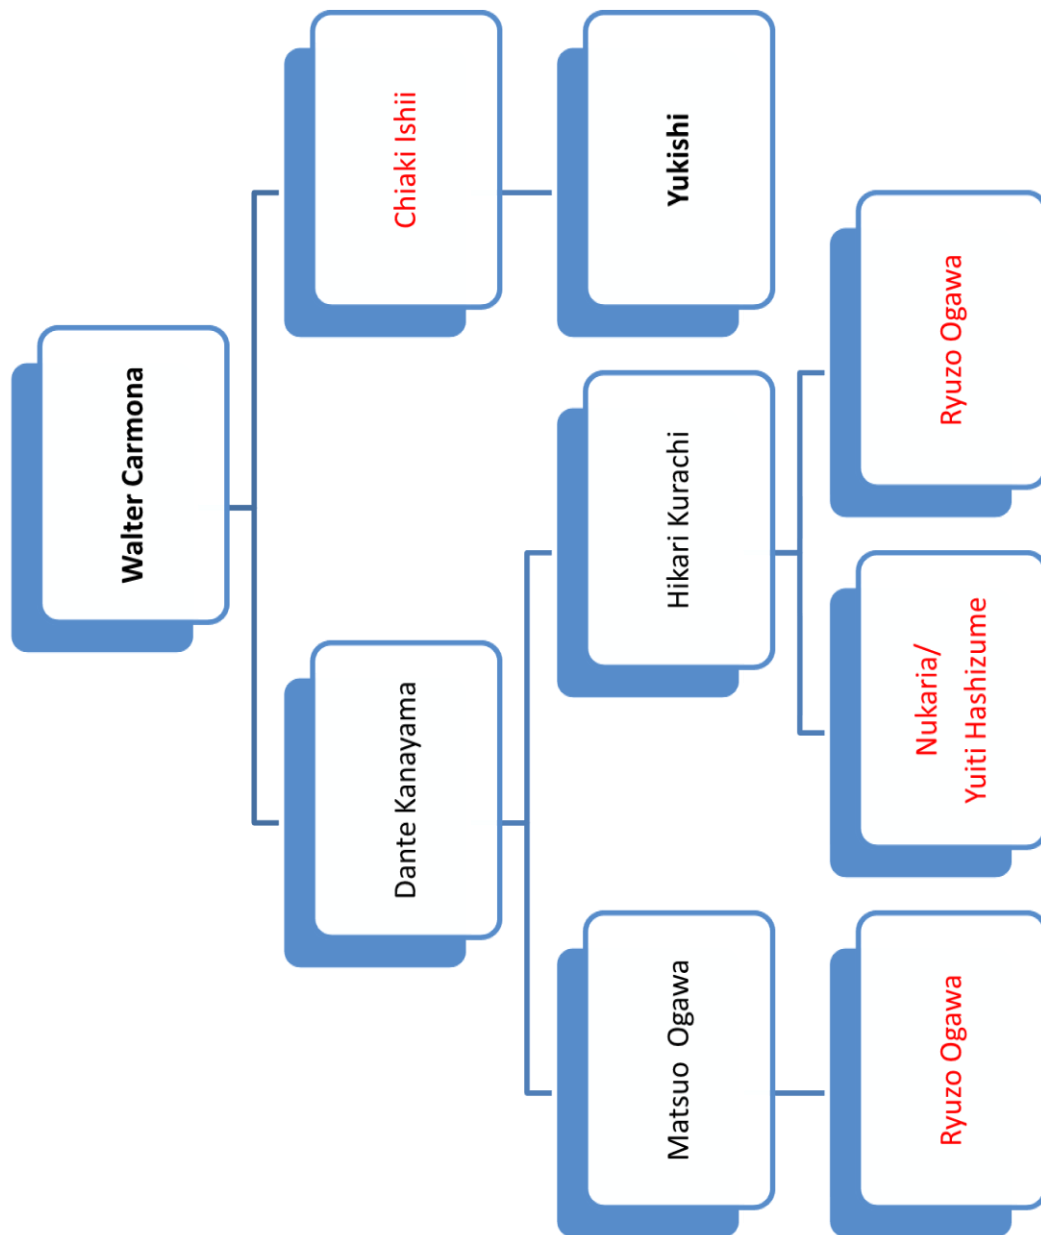 Walter Carmona
Dante Kanayama
Chiaki Ishii
Matsuo Ogawa
Hikari Kurachi
Yukishi
Ryuzo Ogawa
Nukaria/
Yuiti Hashizume
Ryuzo Ogawa